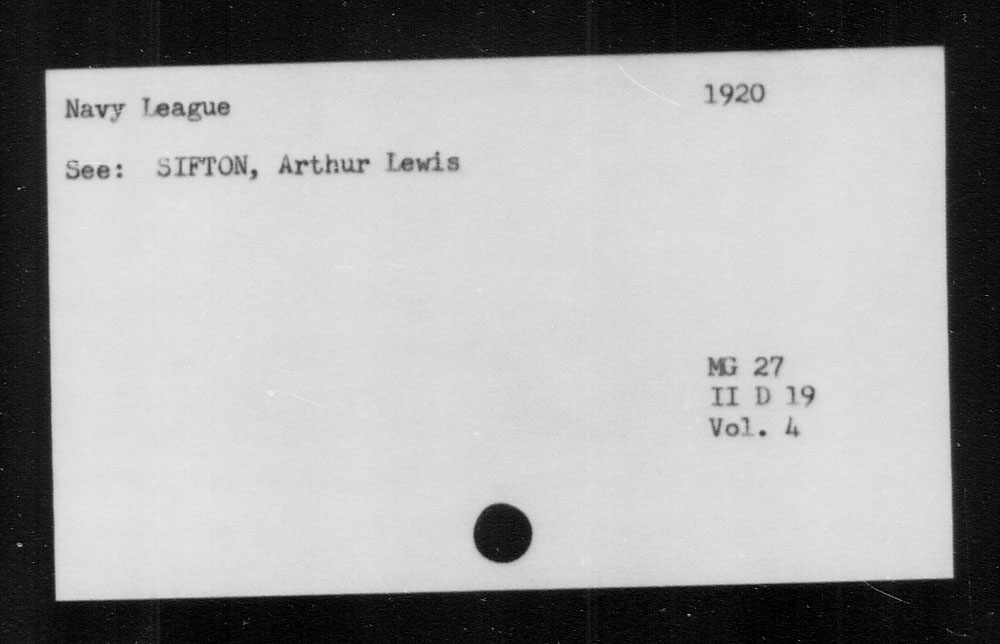 Navy League 1920
See: SIFTON, Arthur Lewis
MG 27
II D 19
Vol. 4